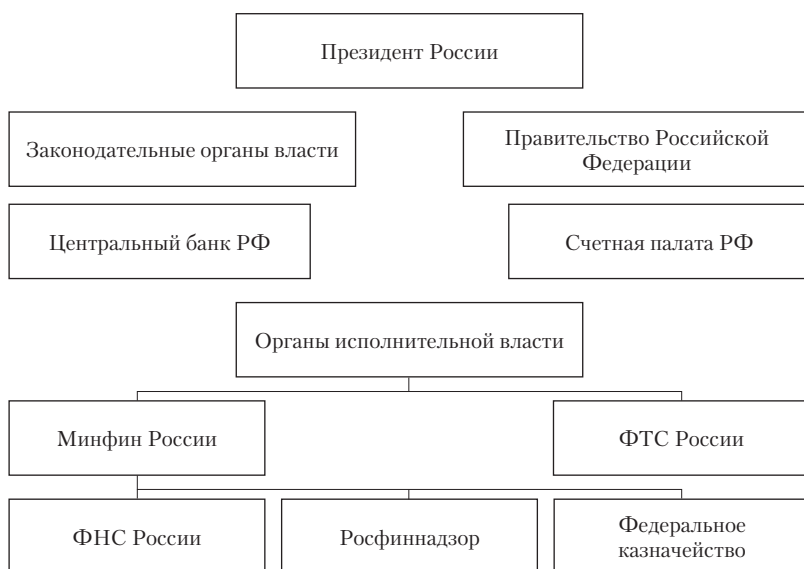 Президент России
Законодательные органы власти
Правительство Российской
Федерации
Центральный банк РФ
Счетная палата РФ
Органы исполнительной власти
Минфин России
ФТС России
ФНС России
Росфиннадзор
Федеральное
казначейство